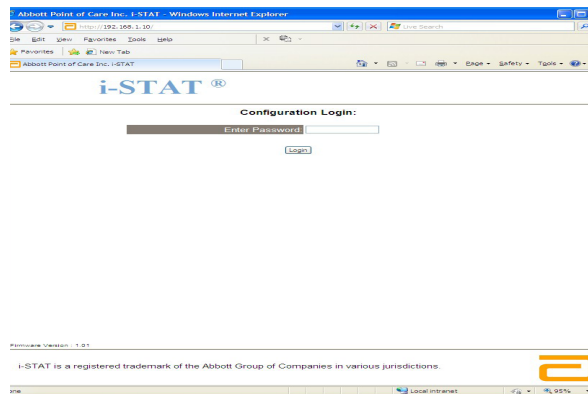 Abbott Point of Care Inc. i-STAT - Windows Internet Explorer
http://192.168.1.10/
Live Search
File Edit View Favorites Tools Help
Favorites New Tab
Abbott Point of Care Inc. i-STAT
Page Safety Tools
i-STAT ®
Configuration Login:
Enter Password
Login
Firmware Version : 1.01
i-STAT is a registered trademark of the Abbott Group of Companies in various jurisdictions.
Local intranet 95%